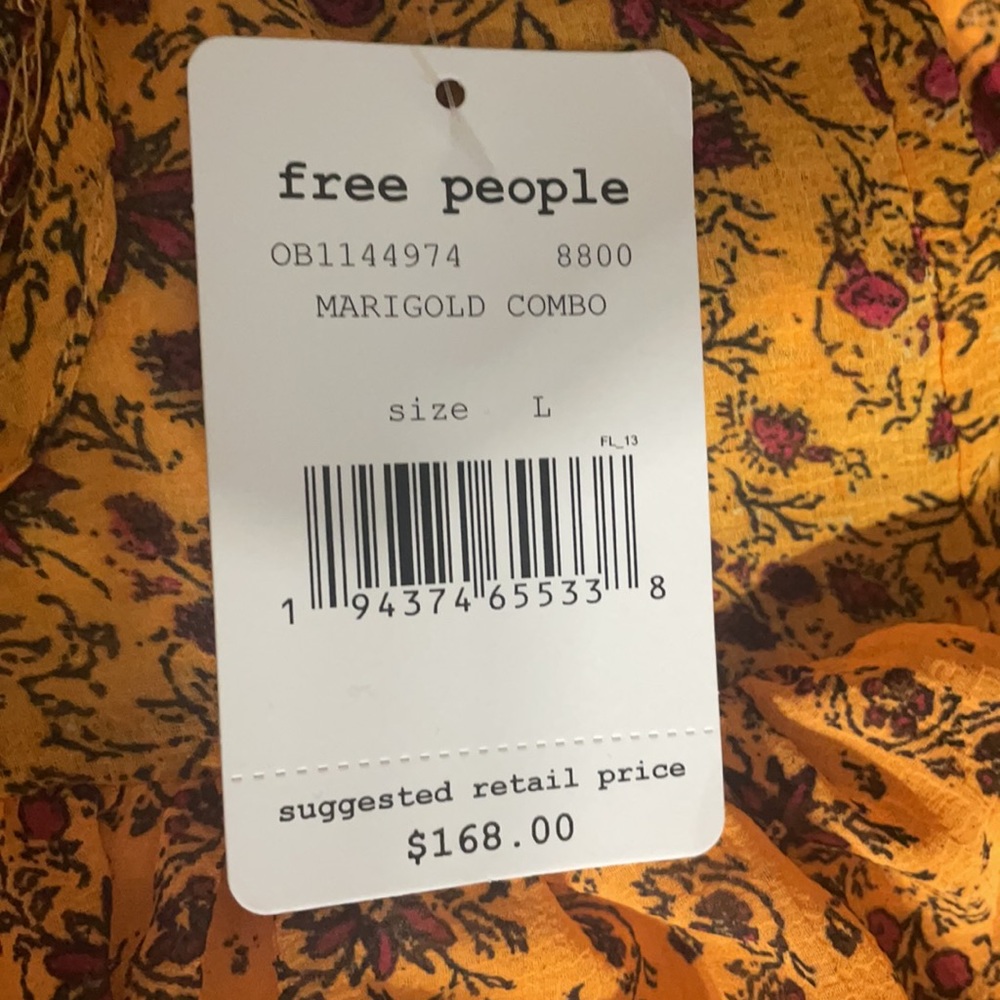 free people
OB1144974 8800
MARIGOLD COMBO
size L
FL_13
1 94374 65533 8
suggested retail price
$168.00